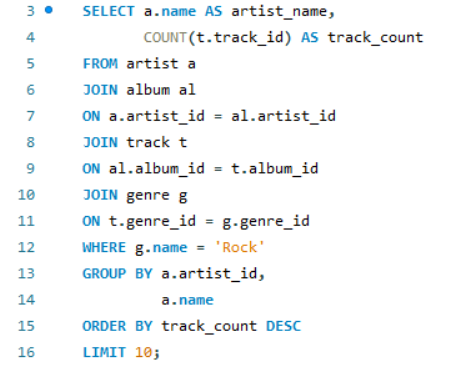 3 SELECT a.name AS artist_name,
4 COUNT(t.track_id) AS track_count
5 FROM artist a
6 JOIN album al
7 ON a.artist_id = al.artist_id
8 JOIN track t
9 ON al.album_id = t.album_id
10 JOIN genre g
11 ON t.genre_id = g.genre_id
12 WHERE g.name = 'Rock'
13 GROUP BY a.artist_id,
14 a.name
15 ORDER BY track_count DESC
16 LIMIT 10;